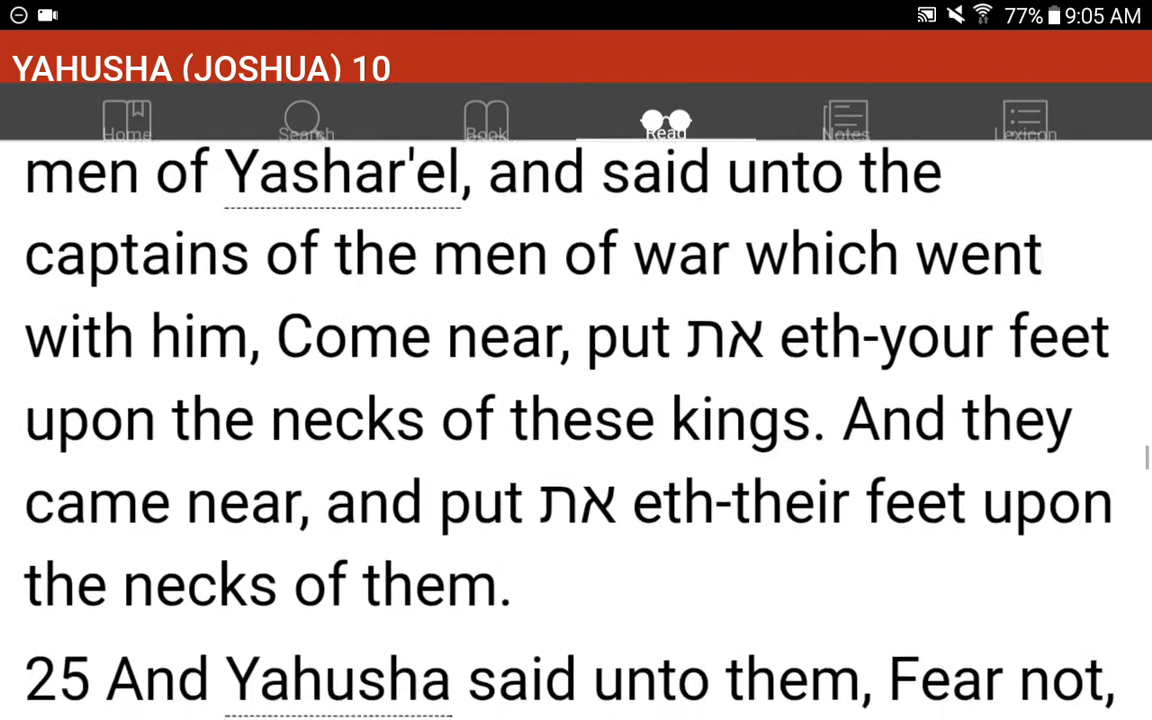 77% 9:05 AM
YAHUSHA (JOSHUA) 10
Home Search Book Read Notes Lexicon
men of Yashar'el, and said unto the
captains of the men of war which went
with him, Come near, put את eth-your feet
upon the necks of these kings. And they
came near, and put את eth-their feet upon
the necks of them.
25 And Yahusha said unto them, Fear not,